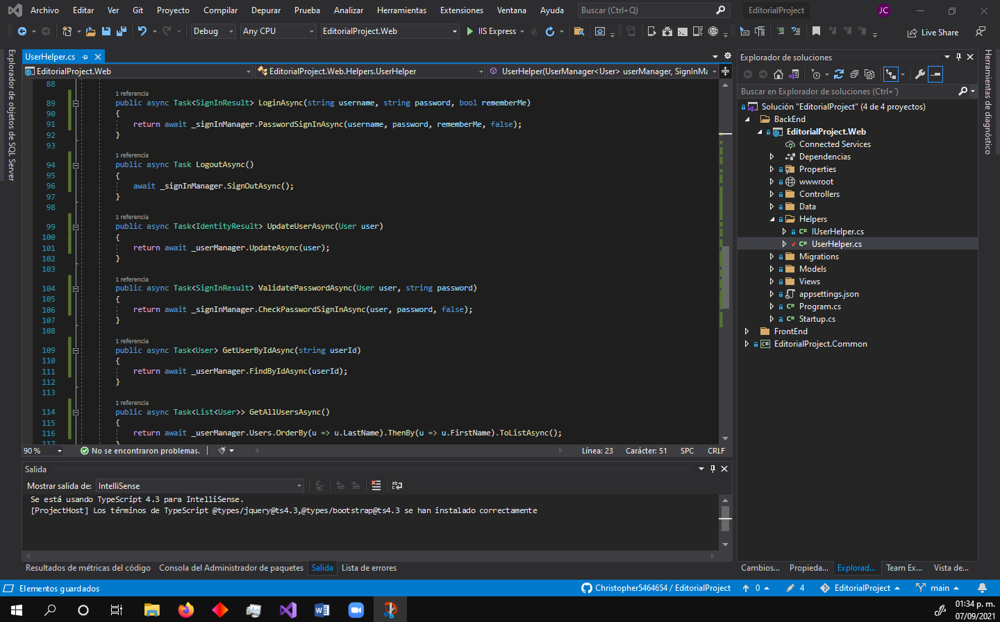 Archivo Editar Ver Git Proyecto Compilar Depurar Prueba Analizar Herramientas Extensiones Ventana Ayuda Buscar (Ctrl+Q) EditorialProject JC
Debug Any CPU EditorialProject.Web IIS Express Live Share
Explorador de objetos de SQL Server
UserHelper.cs
EditorialProject.Web EditorialProject.Web.Helpers.UserHelper UserHelper(UserManager<User> userManager, SignInMa
88
1 referencia
89 public async Task<SignInResult> LoginAsync(string username, string password, bool rememberMe)
90 {
91 return await _signInManager.PasswordSignInAsync(username, password, rememberMe, false);
92 }
93
1 referencia
94 public async Task LogoutAsync()
95 {
96 await _signInManager.SignOutAsync();
97 }
98
1 referencia
99 public async Task<IdentityResult> UpdateUserAsync(User user)
100 {
101 return await _userManager.UpdateAsync(user);
102 }
103
1 referencia
104 public async Task<SignInResult> ValidatePasswordAsync(User user, string password)
105 {
106 return await _signInManager.CheckPasswordSignInAsync(user, password, false);
107 }
108
1 referencia
109 public async Task<User> GetUserByIdAsync(string userId)
110 {
111 return await _userManager.FindByIdAsync(userId);
112 }
113
1 referencia
114 public async Task<List<User>> GetAllUsersAsync()
115 {
116 return await _userManager.Users.OrderBy(u => u.LastName).ThenBy(u => u.FirstName).ToListAsync();
117 }
90 % No se encontraron problemas. Línea: 23 Carácter: 51 SPC CRLF
Salida
Mostrar salida de: IntelliSense
Se está usando TypeScript 4.3 para IntelliSense.
[ProjectHost] Los términos de TypeScript @types/jquery@ts4.3,@types/bootstrap@ts4.3 se han instalado correctamente
Resultados de métricas del código Consola del Administrador de paquetes Salida Lista de errores
Explorador de soluciones
Buscar en Explorador de soluciones (Ctrl+´)
Solución "EditorialProject" (4 de 4 proyectos)
BackEnd
EditorialProject.Web
Connected Services
Dependencias
Properties
wwwroot
Controllers
Data
Helpers
C# IUserHelper.cs
C# UserHelper.cs
Migrations
Models
Views
appsettings.json
C# Program.cs
C# Startup.cs
FrontEnd
C# EditorialProject.Common
Cambios... Propieda... Explorad... Team Ex... Vista de...
Herramientas de diagnóstico
Elementos guardados Christopher5464654 / EditorialProject 0 4 EditorialProject main
01:34 p. m.
07/09/2021